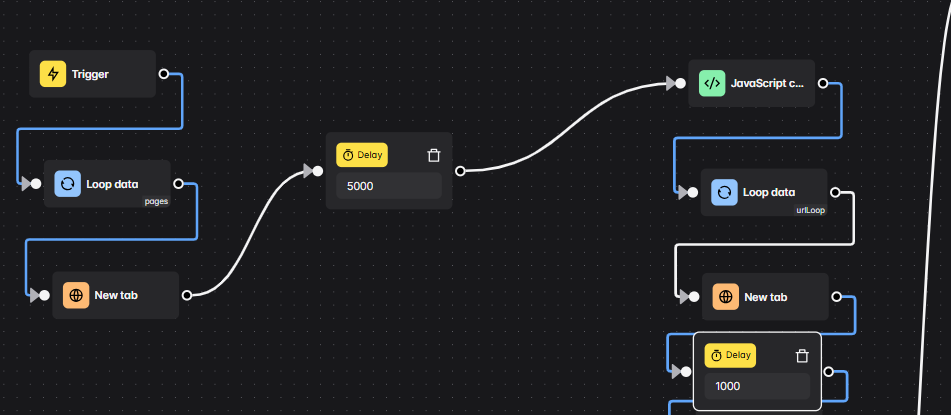 Trigger
Loop data
pages
New tab
Delay
5000
JavaScript c...
Loop data
urlLoop
New tab
Delay
1000